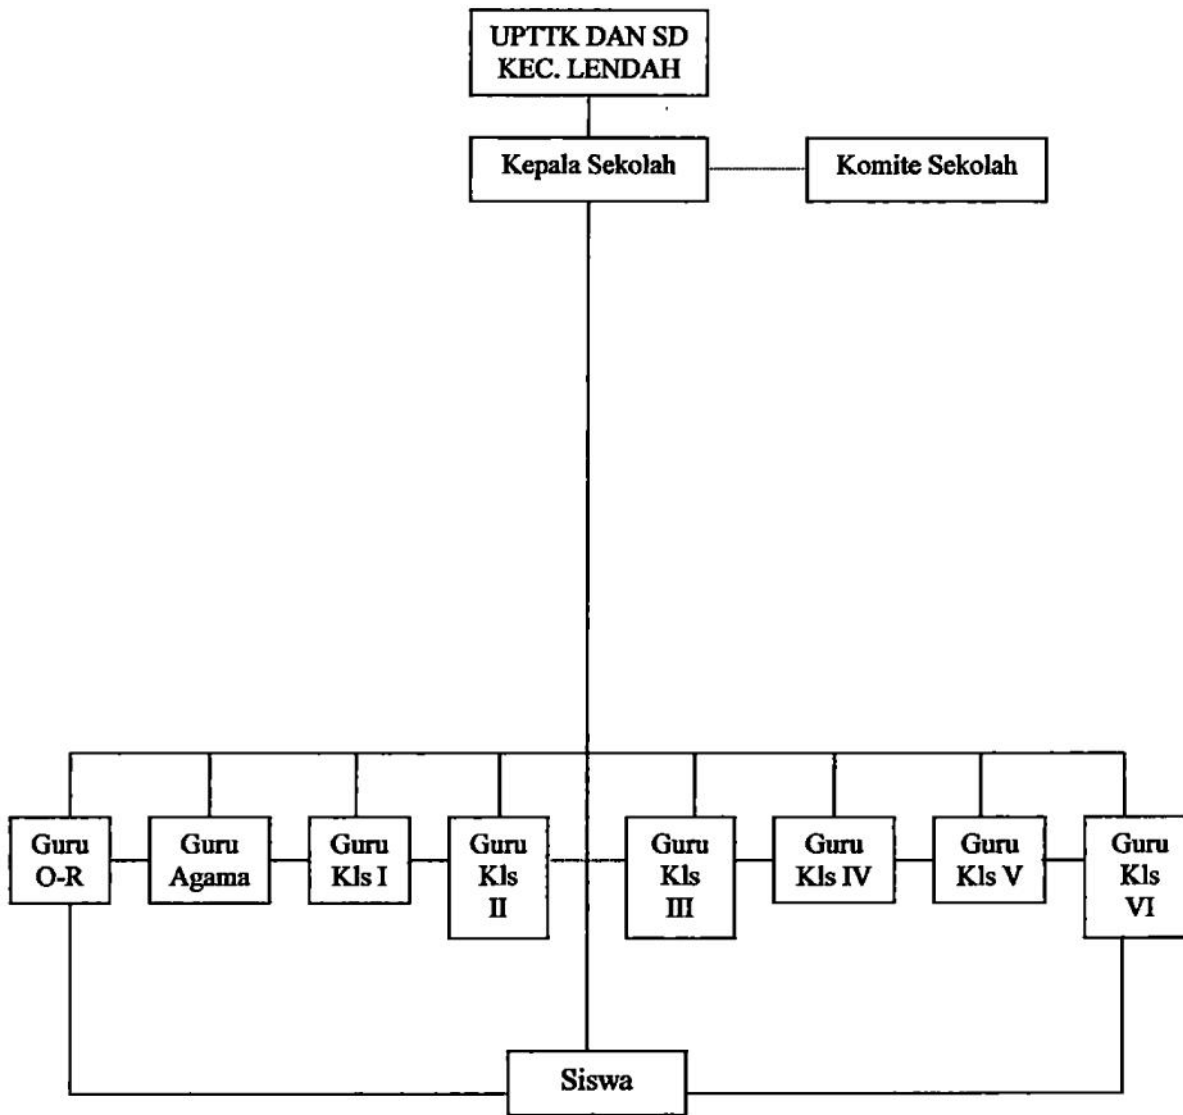 UPTTK DAN SD
KEC. LENDAH
Kepala Sekolah
Komite Sekolah
Guru
O-R
Guru
Agama
Guru
Kls I
Guru
Kls
II
Guru
Kls
III
Guru
Kls IV
Guru
Kls V
Guru
Kls
VI
Siswa